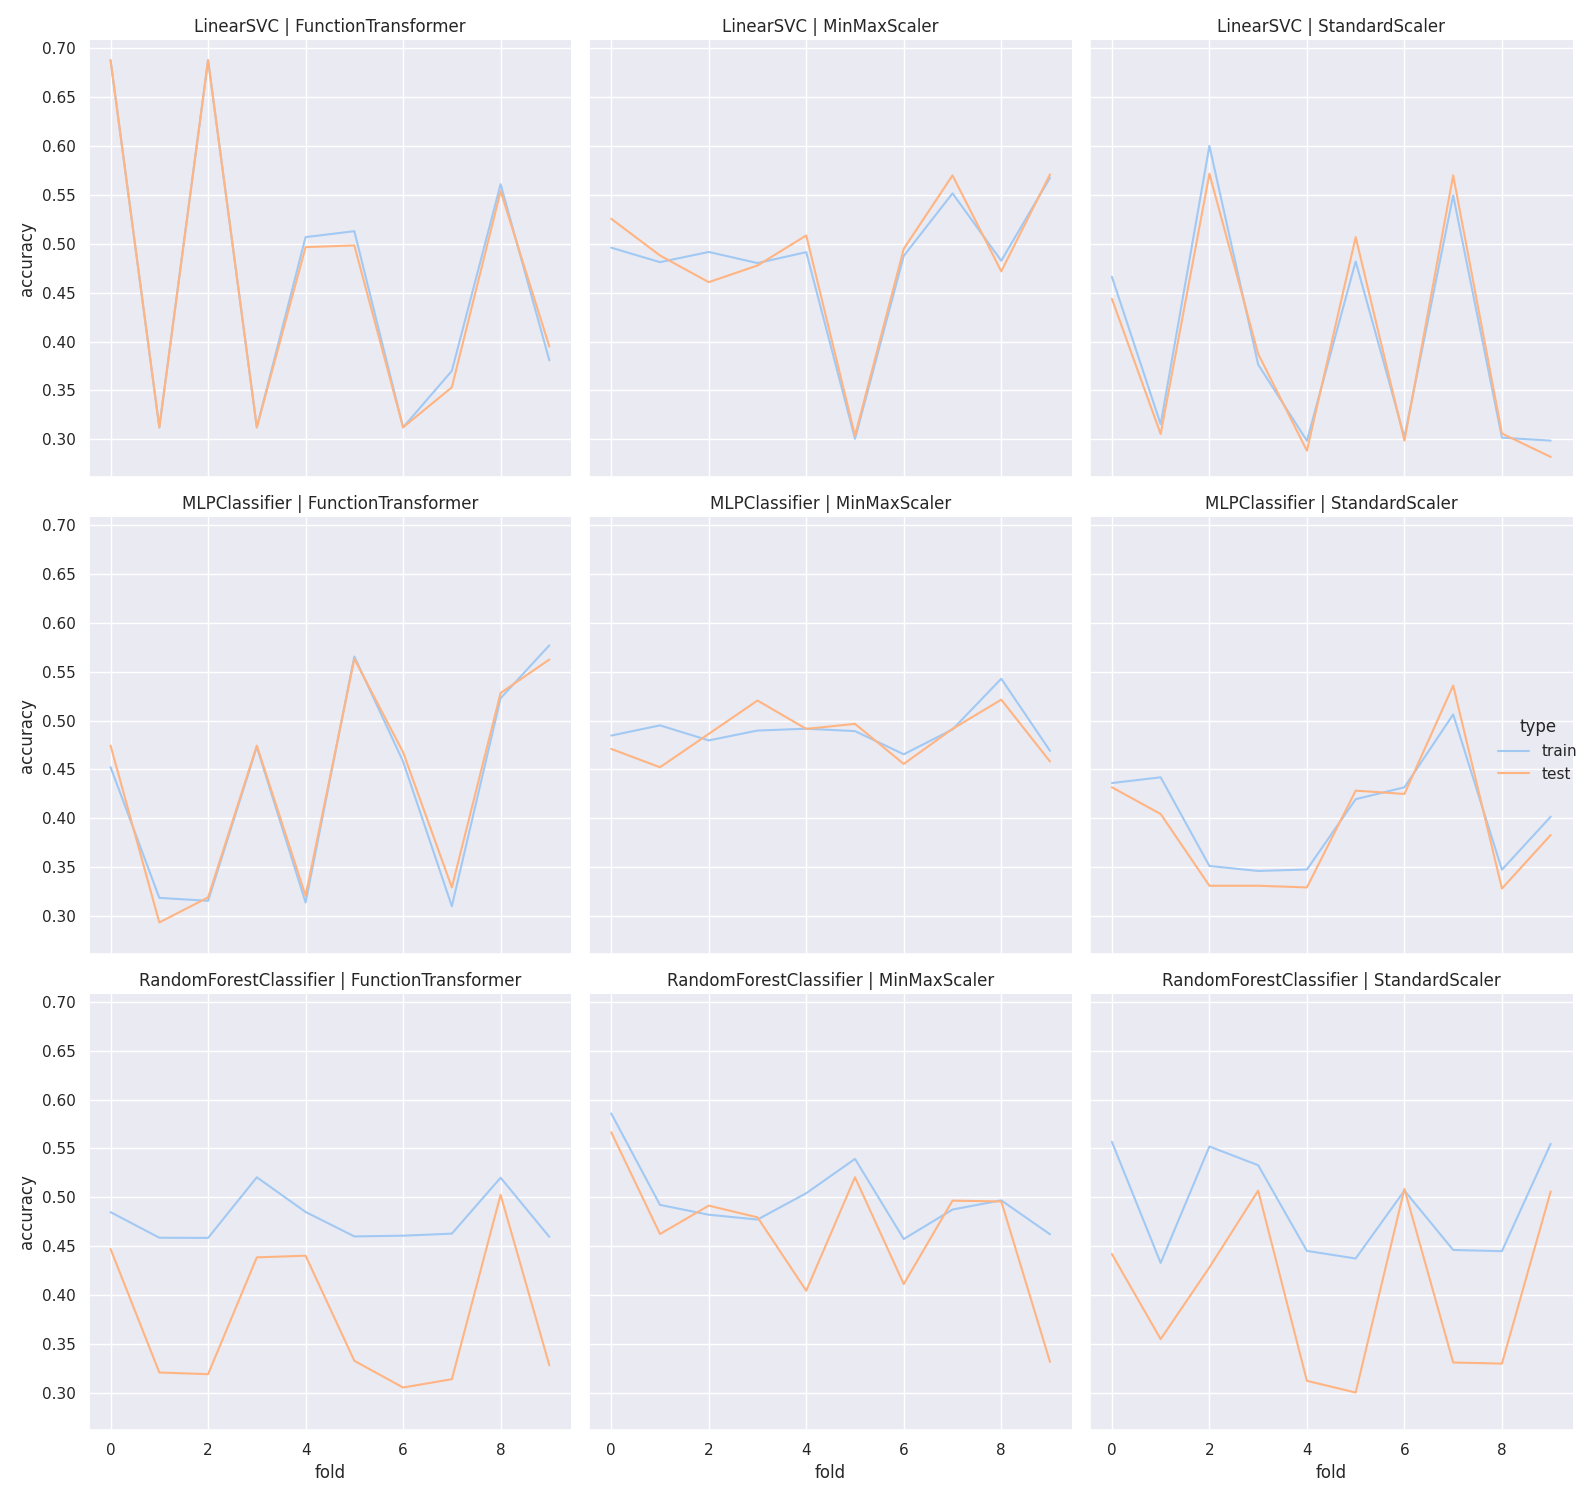 LinearSVC | FunctionTransformer
LinearSVC | MinMaxScaler
LinearSVC | StandardScaler
0.70
0.65
0.60
0.55
0.50
0.45
0.40
0.35
0.30
accuracy
MLPClassifier | FunctionTransformer
MLPClassifier | MinMaxScaler
MLPClassifier | StandardScaler
0.70
0.65
0.60
0.55
0.50
0.45
0.40
0.35
0.30
accuracy
type
train
test
RandomForestClassifier | FunctionTransformer
RandomForestClassifier | MinMaxScaler
RandomForestClassifier | StandardScaler
0.70
0.65
0.60
0.55
0.50
0.45
0.40
0.35
0.30
accuracy
0 2 4 6 8
fold
0 2 4 6 8
fold
0 2 4 6 8
fold